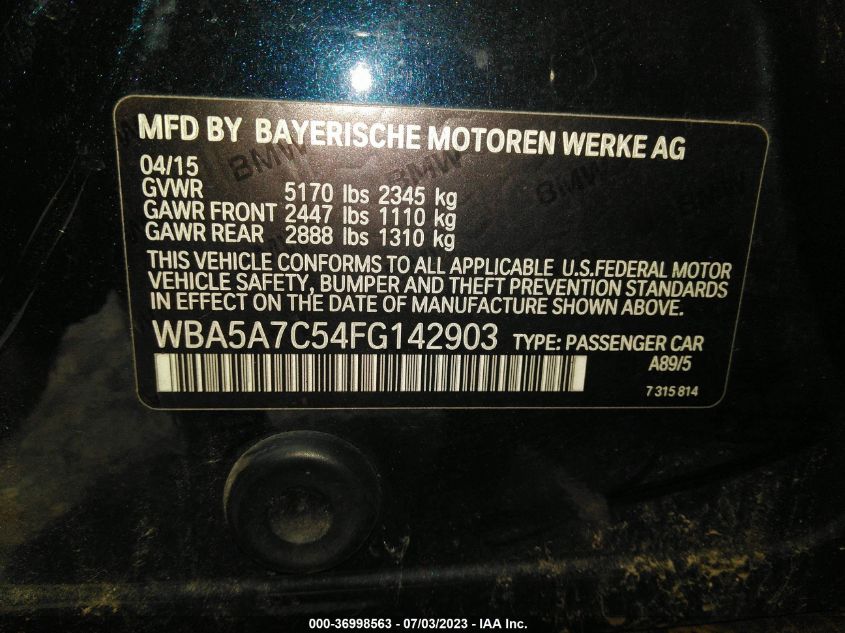 MFD BY BAYERISCHE MOTOREN WERKE AG
04/15
GVWR 5170 lbs 2345 kg
GAWR FRONT 2447 lbs 1110 kg
GAWR REAR 2888 lbs 1310 kg
THIS VEHICLE CONFORMS TO ALL APPLICABLE U.S.FEDERAL MOTOR
VEHICLE SAFETY, BUMPER AND THEFT PREVENTION STANDARDS
IN EFFECT ON THE DATE OF MANUFACTURE SHOWN ABOVE.
WBA5A7C54FG142903 TYPE: PASSENGER CAR
A89/5
7 315 814
000-36998563 / 07/03/2023 - IAA Inc.